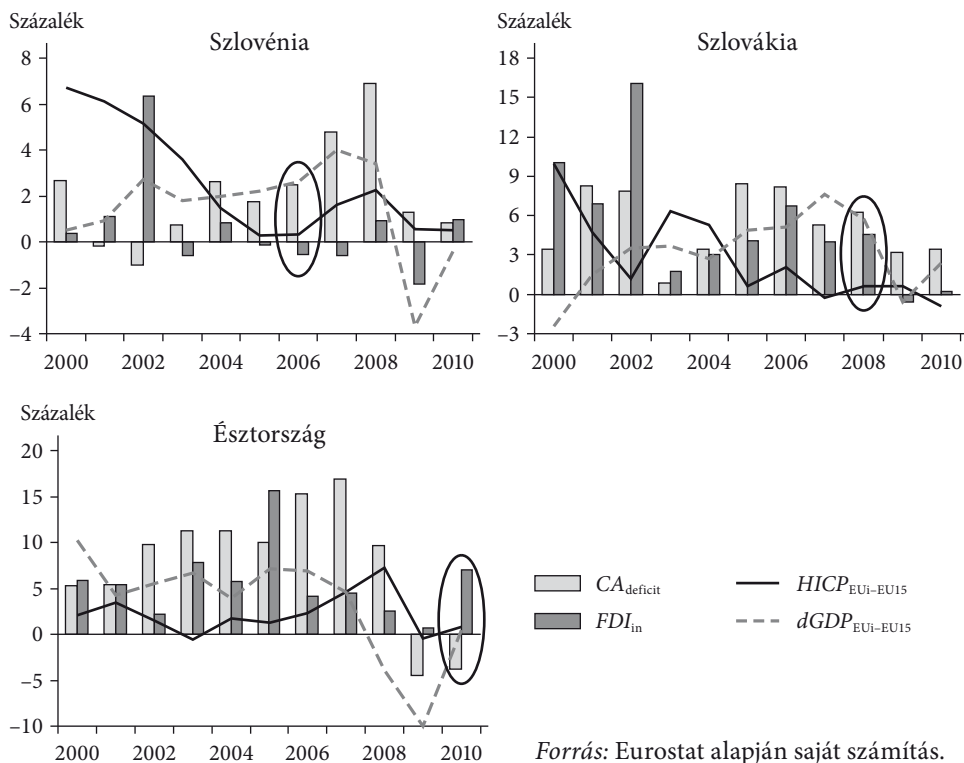 Százalék
Szlovénia
8
6
4
2
0
–2
–4
2000 2002 2004 2006 2008 2010
Százalék
Szlovákia
18
15
12
9
6
3
0
–3
2000 2002 2004 2006 2008 2010
Százalék
Észtország
20
15
10
5
0
–5
–10
2000 2002 2004 2006 2008 2010
CAdeficit
HICPEUi–EU15
FDIin
dGDPEUi–EU15
Forrás: Eurostat alapján saját számítás.